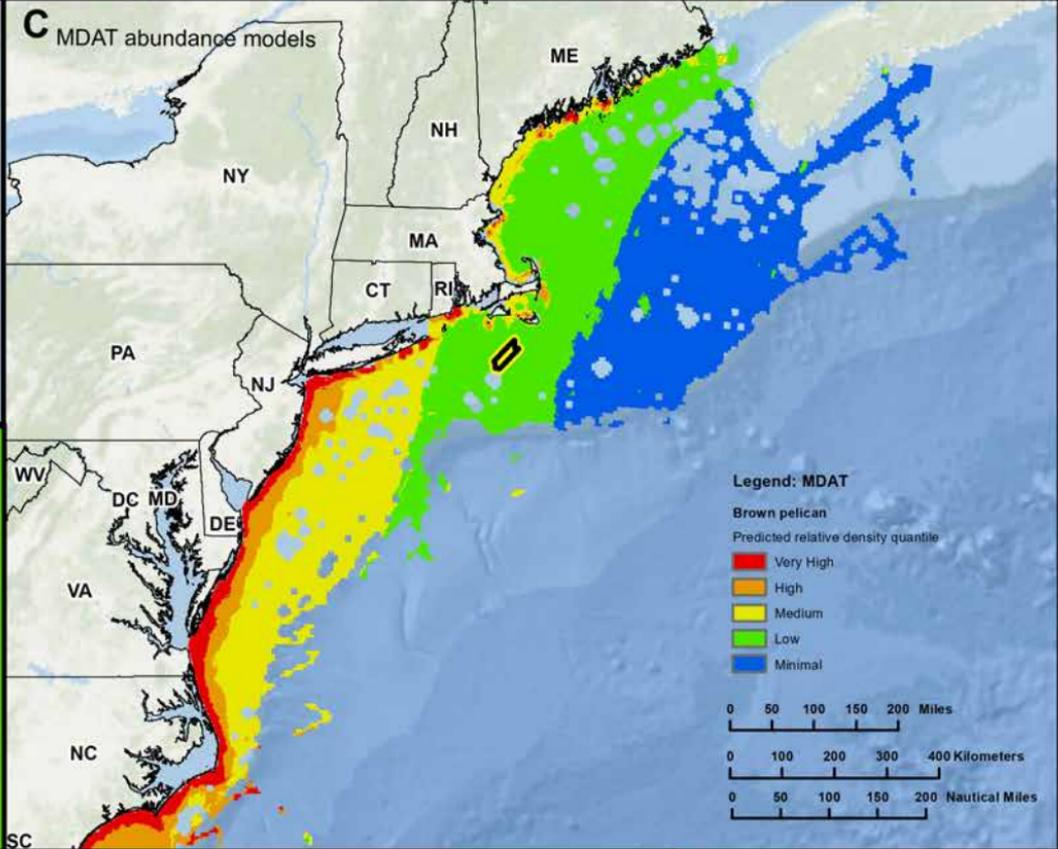 C MDAT abundance models
ME
NH
NY
MA
CT
RI
PA
NJ
WV
DC
MD
DE
VA
NC
SC
Legend: MDAT
Brown pelican
Predicted relative density quantile
Very High
High
Medium
Low
Minimal
0 50 100 150 200 Miles
0 100 200 300 400 Kilometers
0 50 100 150 200 Nautical Miles